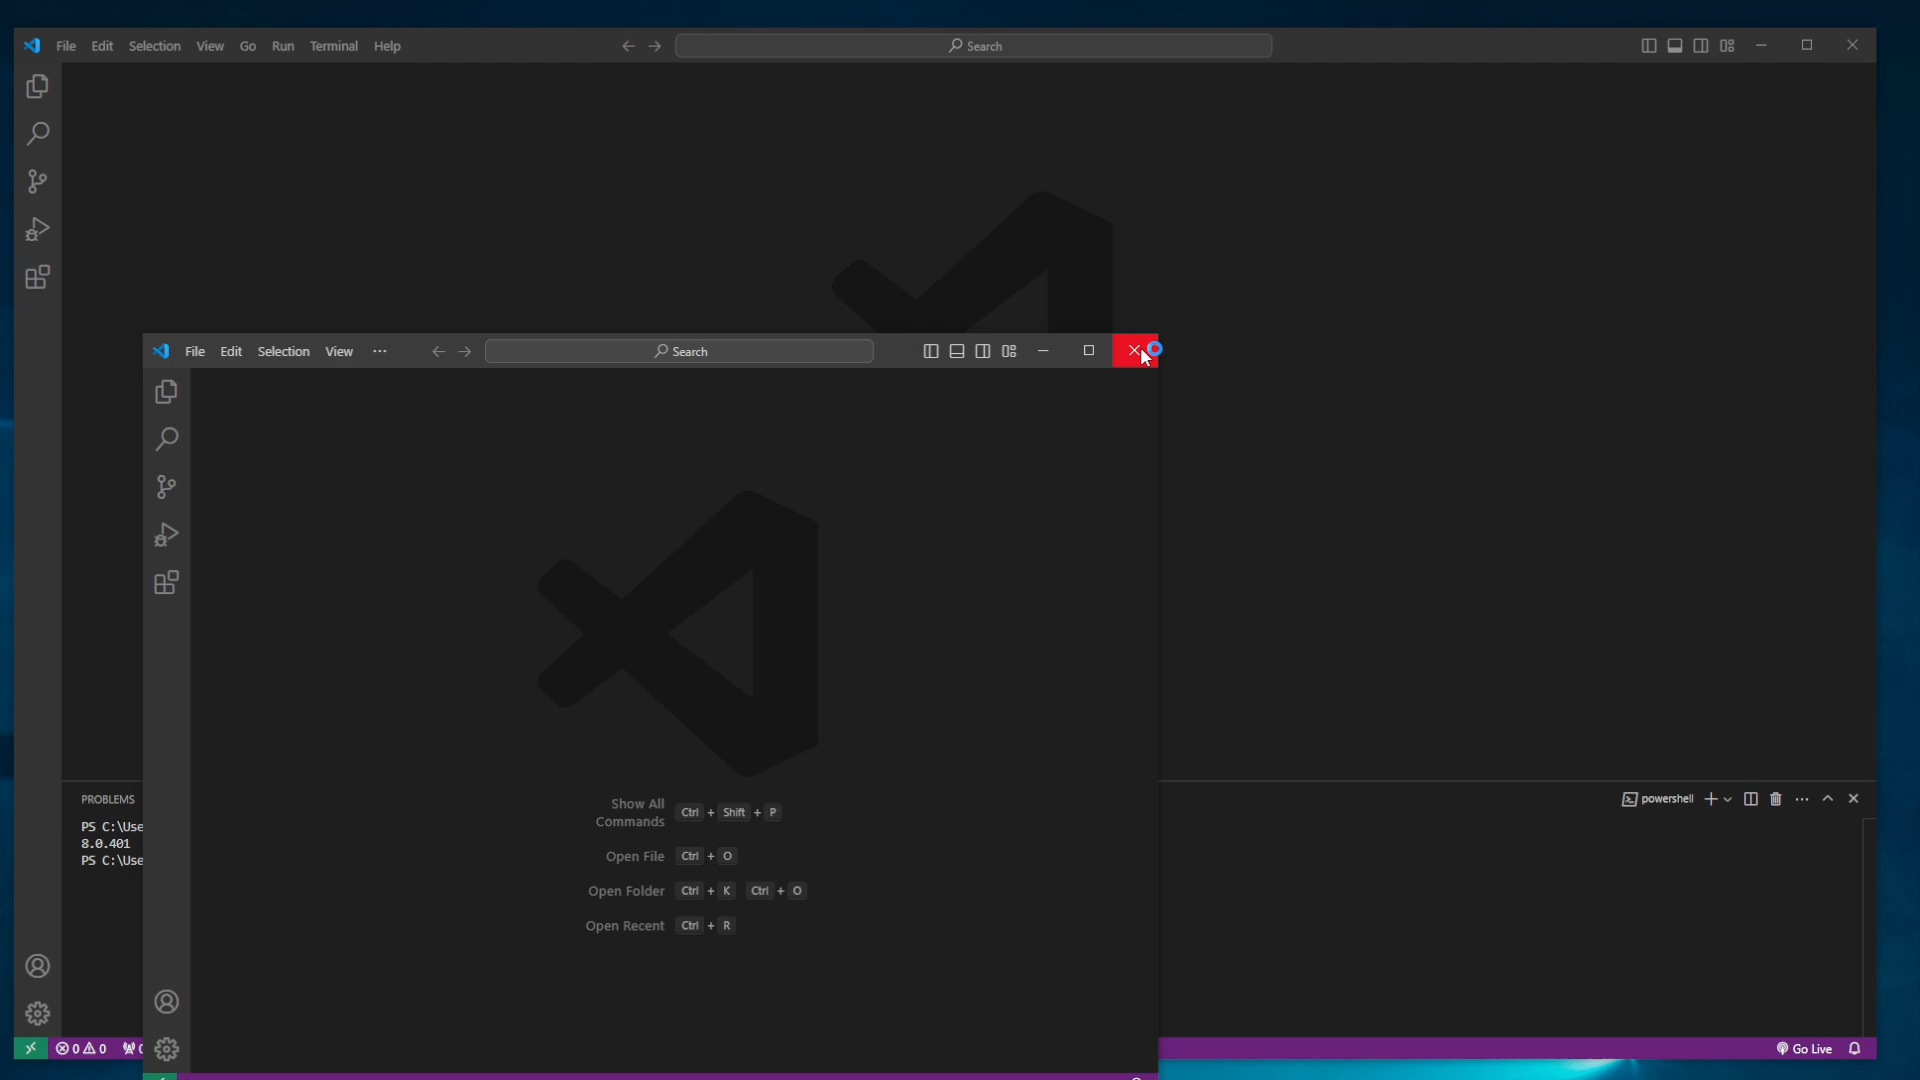 File Edit Selection View Go Run Terminal Help
Search
File Edit Selection View ...
Search
Show All Commands Ctrl + Shift + P
Open File Ctrl + O
Open Folder Ctrl + K Ctrl + O
Open Recent Ctrl + R
PROBLEMS
powershell
PS C:\Use
8.0.401
PS C:\Use
0 0
Go Live